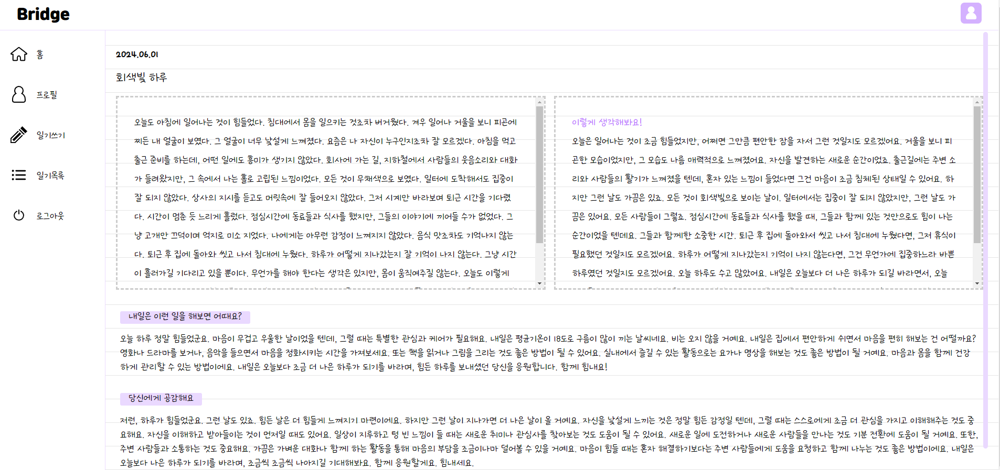 Bridge
홈
프로필
일기쓰기
일기목록
로그아웃
2024.06.01
회색빛 하루
오늘도 아침에 일어나는 것이 힘들었다. 침대에서 몸을 일으키는 것조차 버거웠다. 겨우 일어나 거울을 보니 피곤에
찌든 내 얼굴이 보였다. 그 얼굴이 너무 낯설게 느껴졌다. 요즘은 나 자신이 누구인지조차 잘 모르겠다. 아침을 먹고
출근 준비를 하는데, 어떤 일에도 흥미가 생기지 않았다. 회사에 가는 길, 지하철에서 사람들의 웃음소리와 대화
가 들려왔지만, 그 속에서 나는 홀로 고립된 느낌이었다. 모든 것이 무채색으로 보였다. 일터에 도착해서도 집중이
잘 되지 않았다. 상사의 지시를 듣고도 머릿속에 잘 들어오지 않았다. 그저 시계만 바라보며 퇴근 시간을 기다렸
다. 시간이 멈춘 듯 느리게 흘렀다. 점심시간에 동료들과 식사를 했지만, 그들의 이야기에 끼어들 수가 없었다. 그
냥 고개만 끄덕이며 억지로 미소 지었다. 나에게는 아무런 감정이 느껴지지 않았다. 음식 맛조차도 기억나지 않는
다. 퇴근 후 집에 돌아와 씻고 나서 침대에 누웠다. 하루가 어떻게 지나갔는지 잘 기억이 나지 않는다. 그냥 시간
이 흘러가길 기다리고 있을 뿐이다. 무언가를 해야 한다는 생각은 있지만, 몸이 움직여주질 않는다. 오늘도 이렇게
이렇게 생각해봐요!
오늘은 일어나는 것이 조금 힘들었지만, 어쩌면 그만큼 편안한 잠을 자서 그런 것일지도 모르겠어요. 거울을 보니 피
곤한 모습이었지만, 그 모습도 나름 매력적으로 느껴졌어요. 자신을 발견하는 새로운 순간이었죠. 출근길에는 주변 소
리와 사람들의 활기가 느껴졌을 텐데, 혼자 있는 느낌이 들었다면 그건 마음이 조금 침체된 상태일 수 있어요. 하
지만 그런 날도 가끔은 있죠. 모든 것이 회색빛으로 보이는 날이. 일터에서는 집중이 잘 되지 않았지만, 그런 날도 가
끔은 있어요. 모든 사람들이 그렇죠. 점심시간에 동료들과 식사를 했을 때, 그들과 함께 있는 것만으로도 힘이 나는
순간이었을 텐데요. 그들과 함께한 소중한 시간. 퇴근 후 집에 돌아와서 씻고 나서 침대에 누웠다면, 그저 휴식이
필요했던 것일지도 모르겠어요. 하루가 어떻게 지나갔는지 기억이 나지 않는다면, 그건 무언가에 집중하느라 바쁜
하루였던 것일지도 모르겠어요. 오늘 하루도 수고 많았어요. 내일은 오늘보다 더 나은 하루가 되길 바라면서, 오늘
내일은 이런 일을 해보면 어때요?
오늘 하루 정말 힘들었군요. 마음이 무겁고 우울한 날이었을 텐데, 그럴 때는 특별한 관심과 케어가 필요해요. 내일은 평균기온이 18도로 구름이 많이 끼는 날씨네요. 비는 오지 않을 거예요. 내일은 집에서 편안하게 쉬면서 마음을 편히 해보는 건 어떨까요?
영화나 드라마를 보거나, 음악을 들으면서 마음을 정화시키는 시간을 가져보세요. 또는 책을 읽거나 그림을 그리는 것도 좋은 방법이 될 수 있어요. 실내에서 즐길 수 있는 활동으로는 요가나 명상을 해보는 것도 좋은 방법이 될 거예요. 마음과 몸을 함께 건강
하게 관리할 수 있는 방법이에요. 내일은 오늘보다 조금 더 나은 하루가 되기를 바라며, 힘든 하루를 보내셨던 당신을 응원합니다. 함께 힘내요!
당신에게 공감해요
저런, 하루가 힘들었군요. 그런 날도 있죠. 힘든 날은 더 힘들게 느껴지기 마련이에요. 하지만 그런 날이 지나가면 더 나은 날이 올 거예요. 자신을 낯설게 느끼는 것은 정말 힘든 감정일 텐데, 그럴 때는 스스로에게 조금 더 관심을 가지고 이해해주는 것도 중
요해요. 자신을 이해하고 받아들이는 것이 먼저일 때도 있어요. 일상이 지루하고 텅 빈 느낌이 들 때는 새로운 취미나 관심사를 찾아보는 것도 도움이 될 수 있어요. 새로운 일에 도전하거나 새로운 사람들을 만나는 것도 기분 전환에 도움이 될 거예요. 또한,
주변 사람들과 소통하는 것도 중요해요. 가끔은 가벼운 대화나 함께 하는 활동을 통해 마음의 부담을 조금이나마 덜어볼 수 있을 거예요. 마음이 힘들 때는 혼자 해결하기보다는 주변 사람들에게 도움을 요청하고 함께 나누는 것도 좋은 방법이에요. 내일은
오늘보다 나은 하루가 되기를 바라며, 조금씩 조금씩 나아지길 기대해봐요. 함께 응원할게요. 힘내세요.